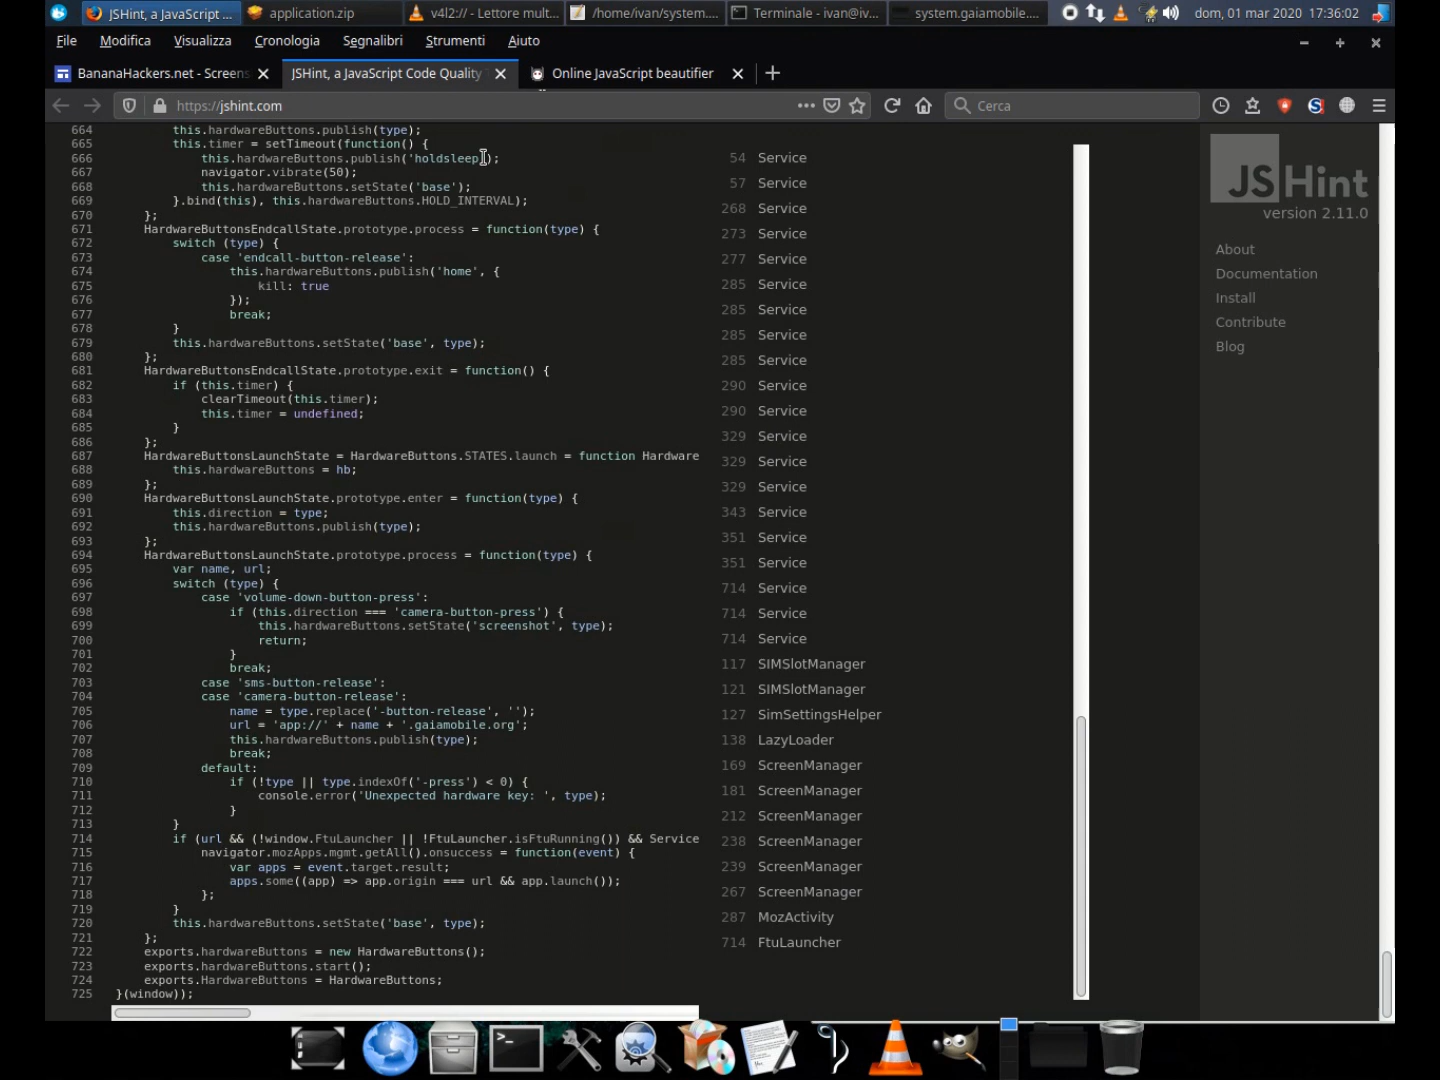 JSHint, a JavaScript ...
application.zip
v4l2:// - Lettore mult...
/home/ivan/system....
Terminale - ivan@iv...
system.gaiamobile....
dom, 01 mar 2020 17:36:02
File Modifica Visualizza Cronologia Segnalibri Strumenti Aiuto
BananaHackers.net - Screens
JSHint, a JavaScript Code Quality
Online JavaScript beautifier
https://jshint.com
Cerca
664 this.hardwareButtons.publish(type);
665 this.timer = setTimeout(function() {
666 this.hardwareButtons.publish('holdsleep');
667 navigator.vibrate(50);
668 this.hardwareButtons.setState('base');
669 }.bind(this), this.hardwareButtons.HOLD_INTERVAL);
670 };
671 HardwareButtonsEndcallState.prototype.process = function(type) {
672 switch (type) {
673 case 'endcall-button-release':
674 this.hardwareButtons.publish('home', {
675 kill: true
676 });
677 break;
678 }
679 this.hardwareButtons.setState('base', type);
680 };
681 HardwareButtonsEndcallState.prototype.exit = function() {
682 if (this.timer) {
683 clearTimeout(this.timer);
684 this.timer = undefined;
685 }
686 };
687 HardwareButtonsLaunchState = HardwareButtons.STATES.launch = function Hardware
688 this.hardwareButtons = hb;
689 };
690 HardwareButtonsLaunchState.prototype.enter = function(type) {
691 this.direction = type;
692 this.hardwareButtons.publish(type);
693 };
694 HardwareButtonsLaunchState.prototype.process = function(type) {
695 var name, url;
696 switch (type) {
697 case 'volume-down-button-press':
698 if (this.direction === 'camera-button-press') {
699 this.hardwareButtons.setState('screenshot', type);
700 return;
701 }
702 break;
703 case 'sms-button-release':
704 case 'camera-button-release':
705 name = type.replace('-button-release', '');
706 url = 'app://' + name + '.gaiamobile.org';
707 this.hardwareButtons.publish(type);
708 break;
709 default:
710 if (!type || type.indexOf('-press') < 0) {
711 console.error('Unexpected hardware key: ', type);
712 }
713 }
714 if (url && (!window.FtuLauncher || !FtuLauncher.isFtuRunning()) && Service
715 navigator.mozApps.mgmt.getAll().onsuccess = function(event) {
716 var apps = event.target.result;
717 apps.some((app) => app.origin === url && app.launch());
718 };
719 }
720 this.hardwareButtons.setState('base', type);
721 };
722 exports.hardwareButtons = new HardwareButtons();
723 exports.hardwareButtons.start();
724 exports.HardwareButtons = HardwareButtons;
725 }(window));
54 Service
57 Service
268 Service
273 Service
277 Service
285 Service
285 Service
285 Service
285 Service
290 Service
290 Service
329 Service
329 Service
329 Service
343 Service
351 Service
351 Service
714 Service
714 Service
714 Service
117 SIMSlotManager
121 SIMSlotManager
127 SimSettingsHelper
138 LazyLoader
169 ScreenManager
181 ScreenManager
212 ScreenManager
238 ScreenManager
239 ScreenManager
267 ScreenManager
287 MozActivity
714 FtuLauncher
JSHint
version 2.11.0
About
Documentation
Install
Contribute
Blog